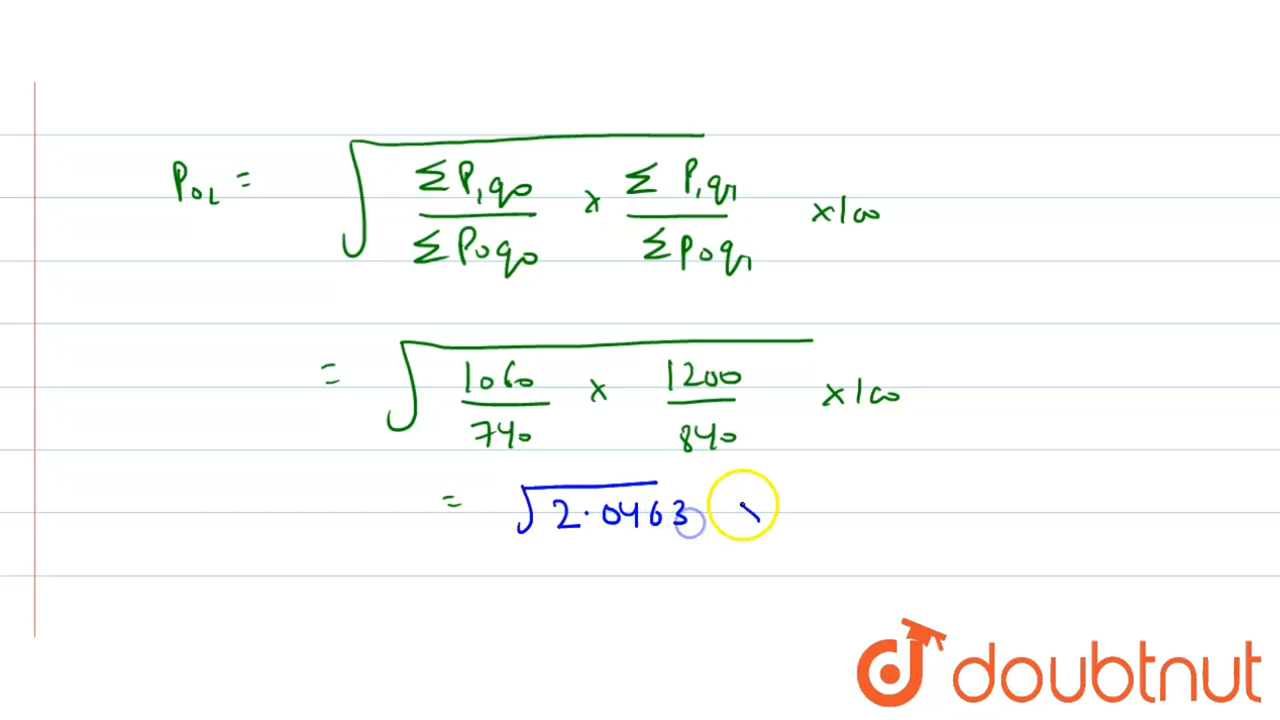 P₀₁ = √ ΣP₁q₀ / ΣP₀q₀ × ΣP₁q₁ / ΣP₀q₁ ×100
= √ 1060 / 740 × 1200 / 840 ×100
= √2.0463
doubtnut